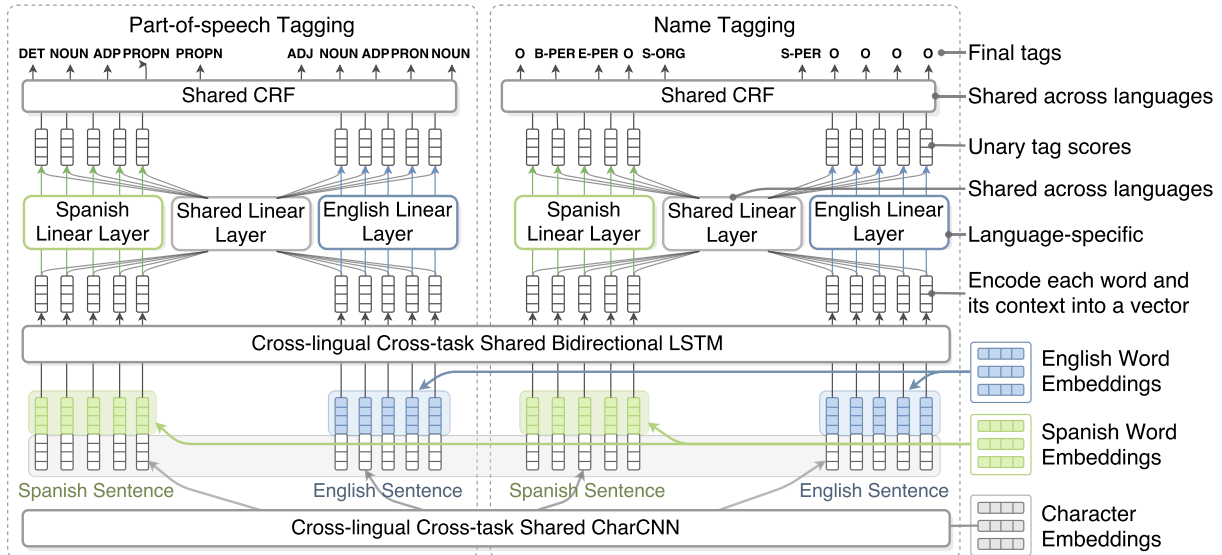 Part-of-speech Tagging
Name Tagging
DET NOUN ADP PROPN PROPN ADJ NOUN ADP PRON NOUN
O B-PER E-PER O S-ORG S-PER O O O O
Final tags
Shared CRF
Shared CRF
Shared across languages
Unary tag scores
Shared across languages
Spanish
Linear Layer
Shared Linear
Layer
English Linear
Layer
Spanish
Linear Layer
Shared Linear
Layer
English Linear
Layer
Language-specific
Encode each word and
its context into a vector
Cross-lingual Cross-task Shared Bidirectional LSTM
English Word
Embeddings
Spanish Word
Embeddings
Spanish Sentence
English Sentence
Spanish Sentence
English Sentence
Cross-lingual Cross-task Shared CharCNN
Character
Embeddings